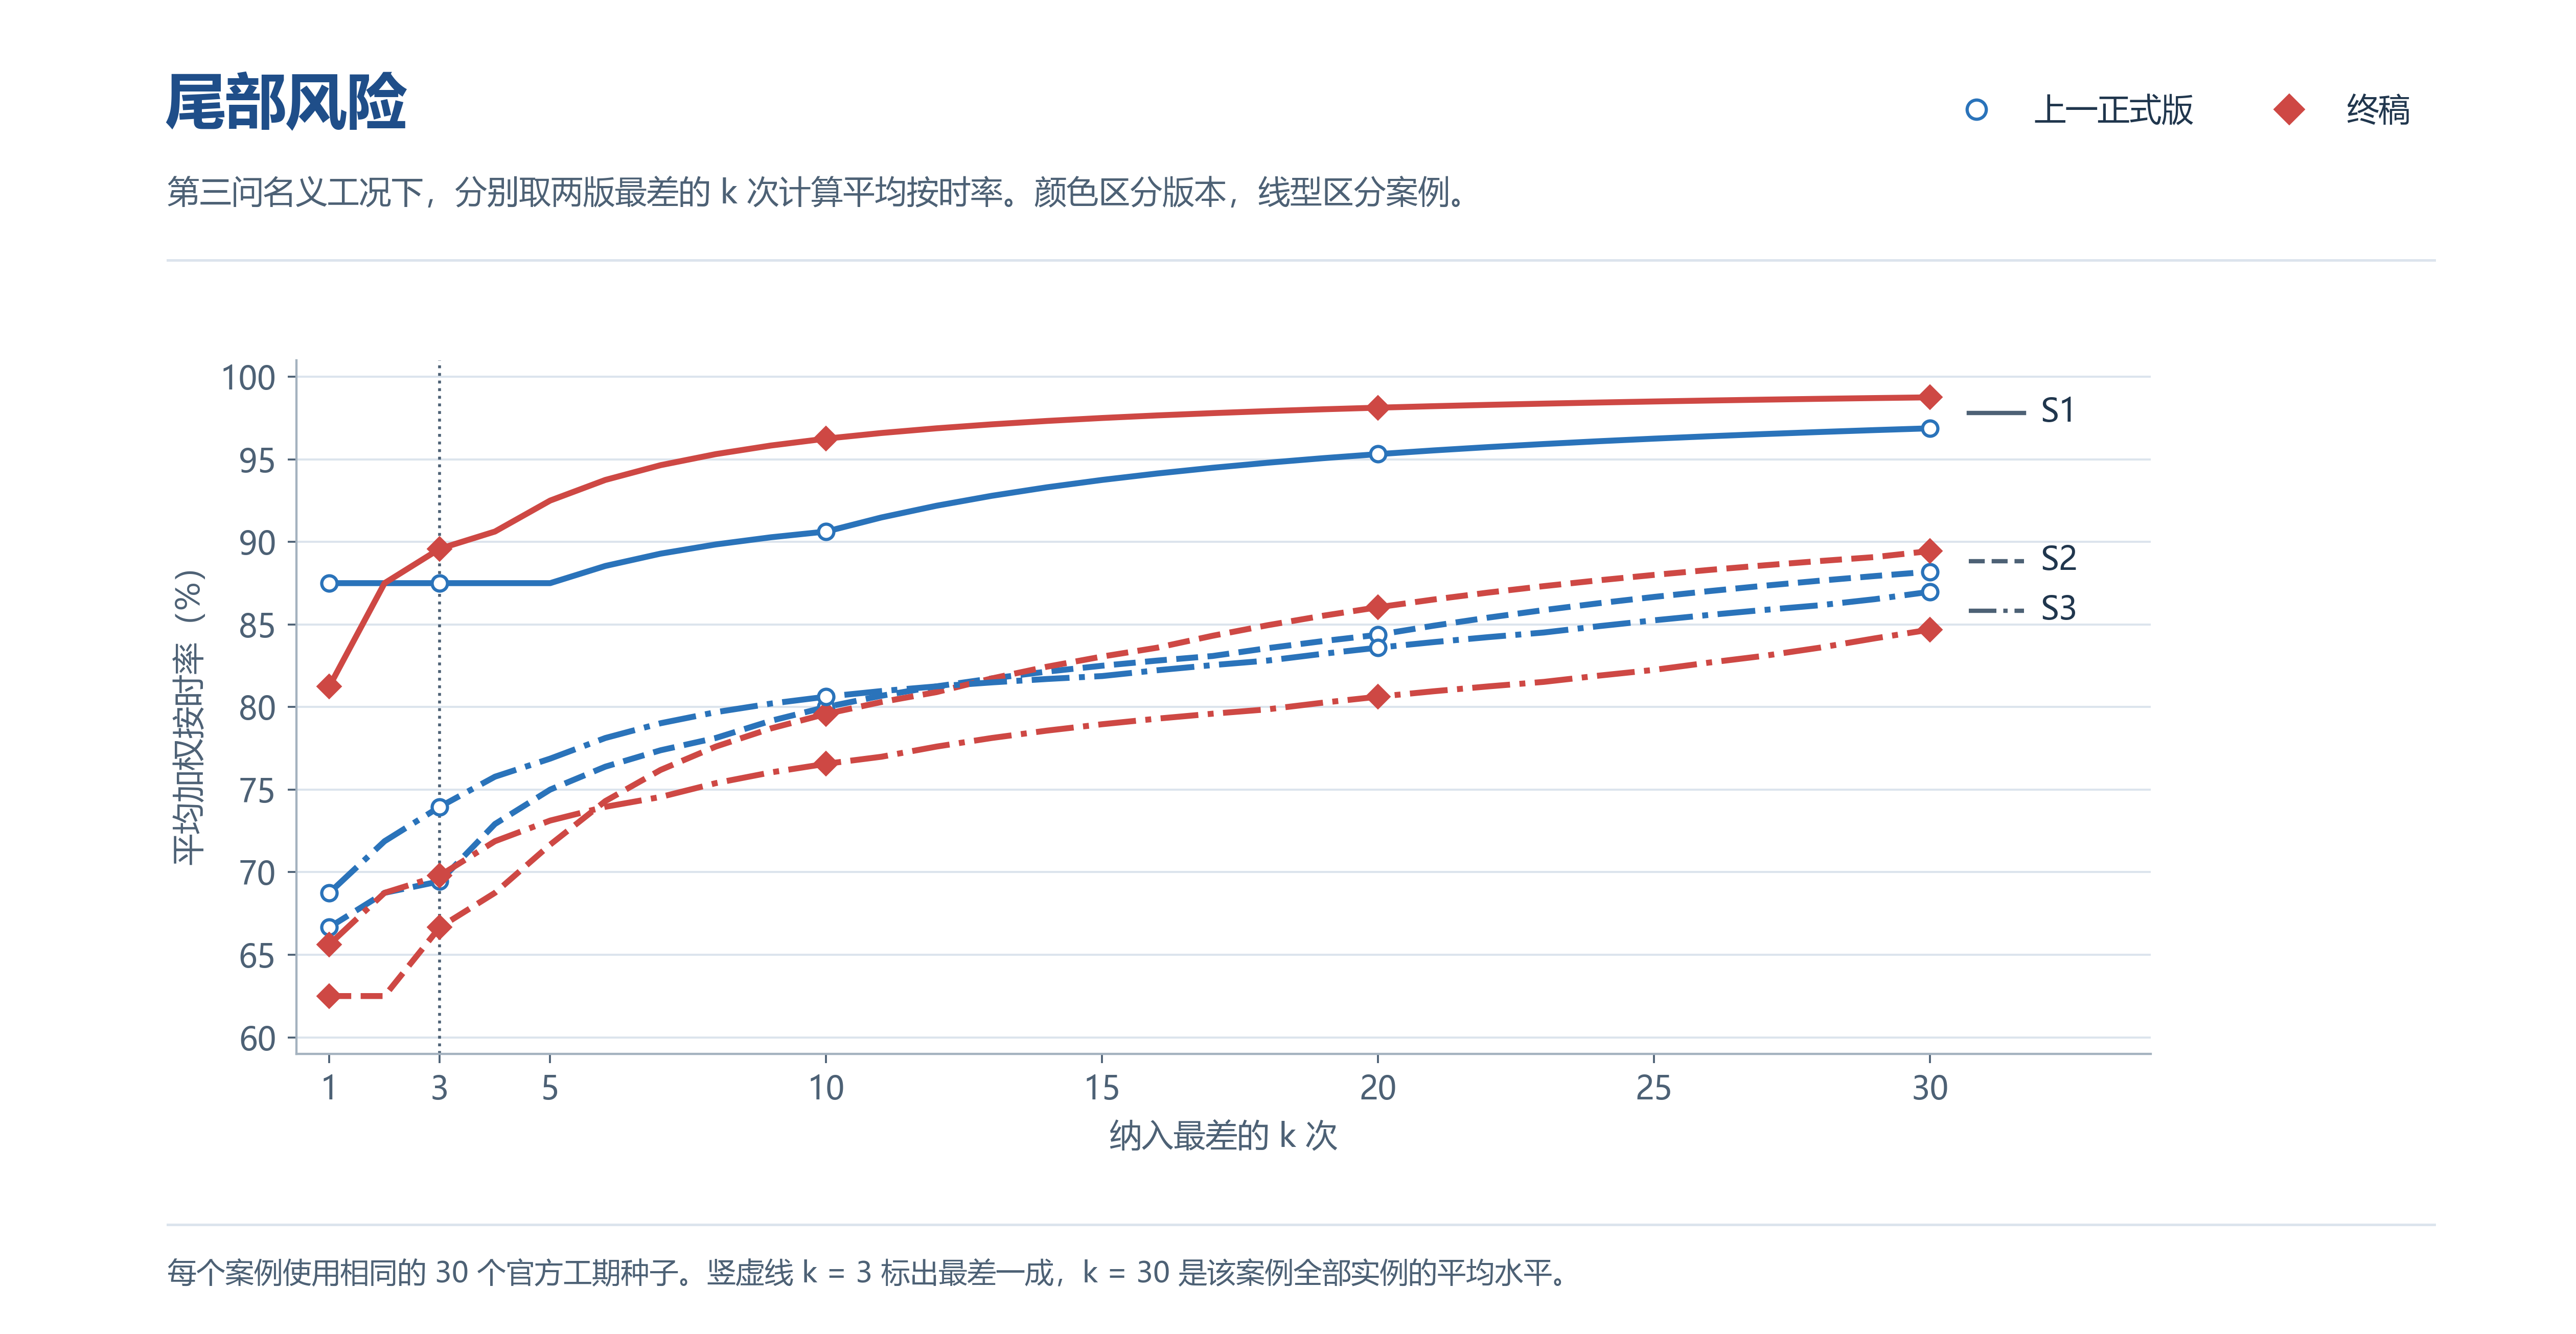 尾部风险
上一正式版
终稿
第三问名义工况下，分别取两版最差的 k 次计算平均按时率。颜色区分版本，线型区分案例。
平均加权按时率（%）
100
95
90
85
80
75
70
65
60
S1
S2
S3
1 3 5 10 15 20 25 30
纳入最差的 k 次
每个案例使用相同的 30 个官方工期种子。竖虚线 k = 3 标出最差一成，k = 30 是该案例全部实例的平均水平。